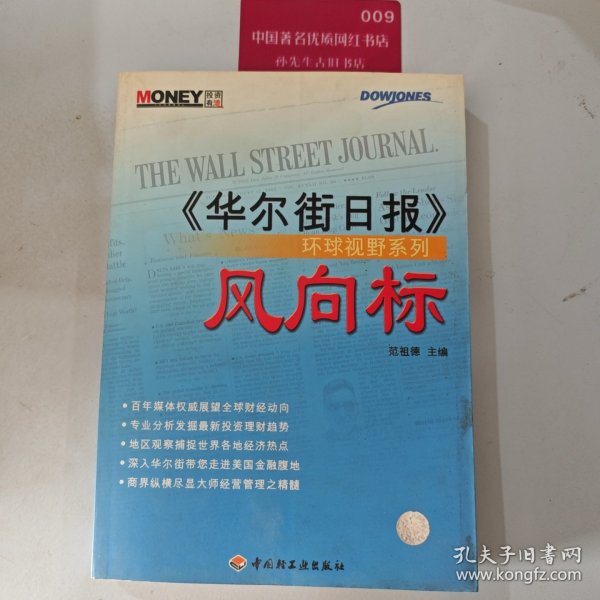 009
中国著名优质网红书店
孙先生古旧书店
MONEY 投资有道
DOWJONES
THE WALL STREET JOURNAL.
《华尔街日报》
环球视野系列
风向标
范祖德 主编
·百年媒体权威展望全球财经动向
·专业分析发掘最新投资理财趋势
·地区观察捕捉世界各地经济热点
·深入华尔街带您走进美国金融腹地
·商界纵横尽显大师经营管理之精髓
中国轻工业出版社
孔夫子旧书网
www.kongfz.com